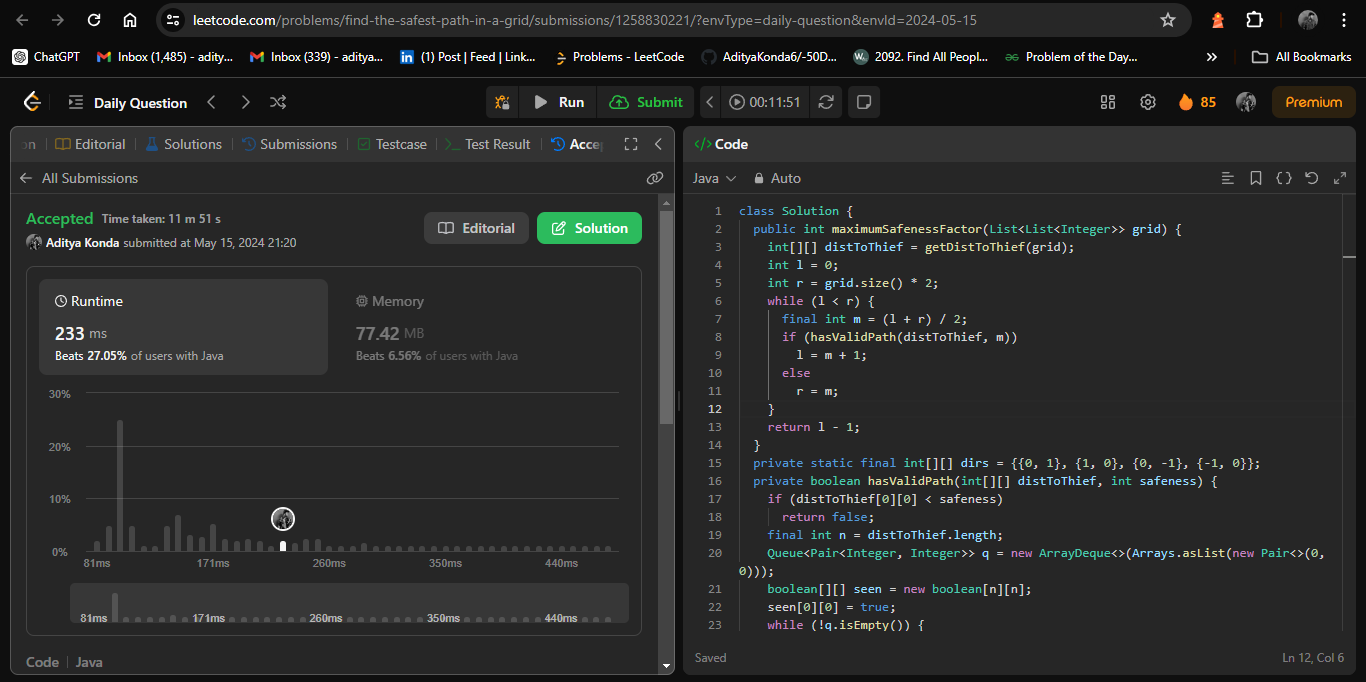 leetcode.com/problems/find-the-safest-path-in-a-grid/submissions/1258830221/?envType=daily-question&envId=2024-05-15
ChatGPT
Inbox (1,485) - adity...
Inbox (339) - aditya...
(1) Post | Feed | Link...
Problems - LeetCode
AdityaKonda6/-50D...
2092. Find All Peopl...
Problem of the Day...
»
All Bookmarks
Daily Question
Run
Submit
00:11:51
85
Premium
on
Editorial
Solutions
Submissions
Testcase
Test Result
Acce
All Submissions
Accepted Time taken: 11 m 51 s
Aditya Konda submitted at May 15, 2024 21:20
Editorial
Solution
Runtime
233 ms
Beats 27.05% of users with Java
Memory
77.42 MB
Beats 6.56% of users with Java
30%
20%
10%
0%
81ms 171ms 260ms 350ms 440ms
81ms 171ms 260ms 350ms 440ms
Code | Java
</> Code
Java
Auto
1 class Solution {
2 public int maximumSafenessFactor(List<List<Integer>> grid) {
3 int[][] distToThief = getDistToThief(grid);
4 int l = 0;
5 int r = grid.size() * 2;
6 while (l < r) {
7 final int m = (l + r) / 2;
8 if (hasValidPath(distToThief, m))
9 l = m + 1;
10 else
11 r = m;
12 }
13 return l - 1;
14 }
15 private static final int[][] dirs = {{0, 1}, {1, 0}, {0, -1}, {-1, 0}};
16 private boolean hasValidPath(int[][] distToThief, int safeness) {
17 if (distToThief[0][0] < safeness)
18 return false;
19 final int n = distToThief.length;
20 Queue<Pair<Integer, Integer>> q = new ArrayDeque<>(Arrays.asList(new Pair<>(0,
0)));
21 boolean[][] seen = new boolean[n][n];
22 seen[0][0] = true;
23 while (!q.isEmpty()) {
Saved
Ln 12, Col 6